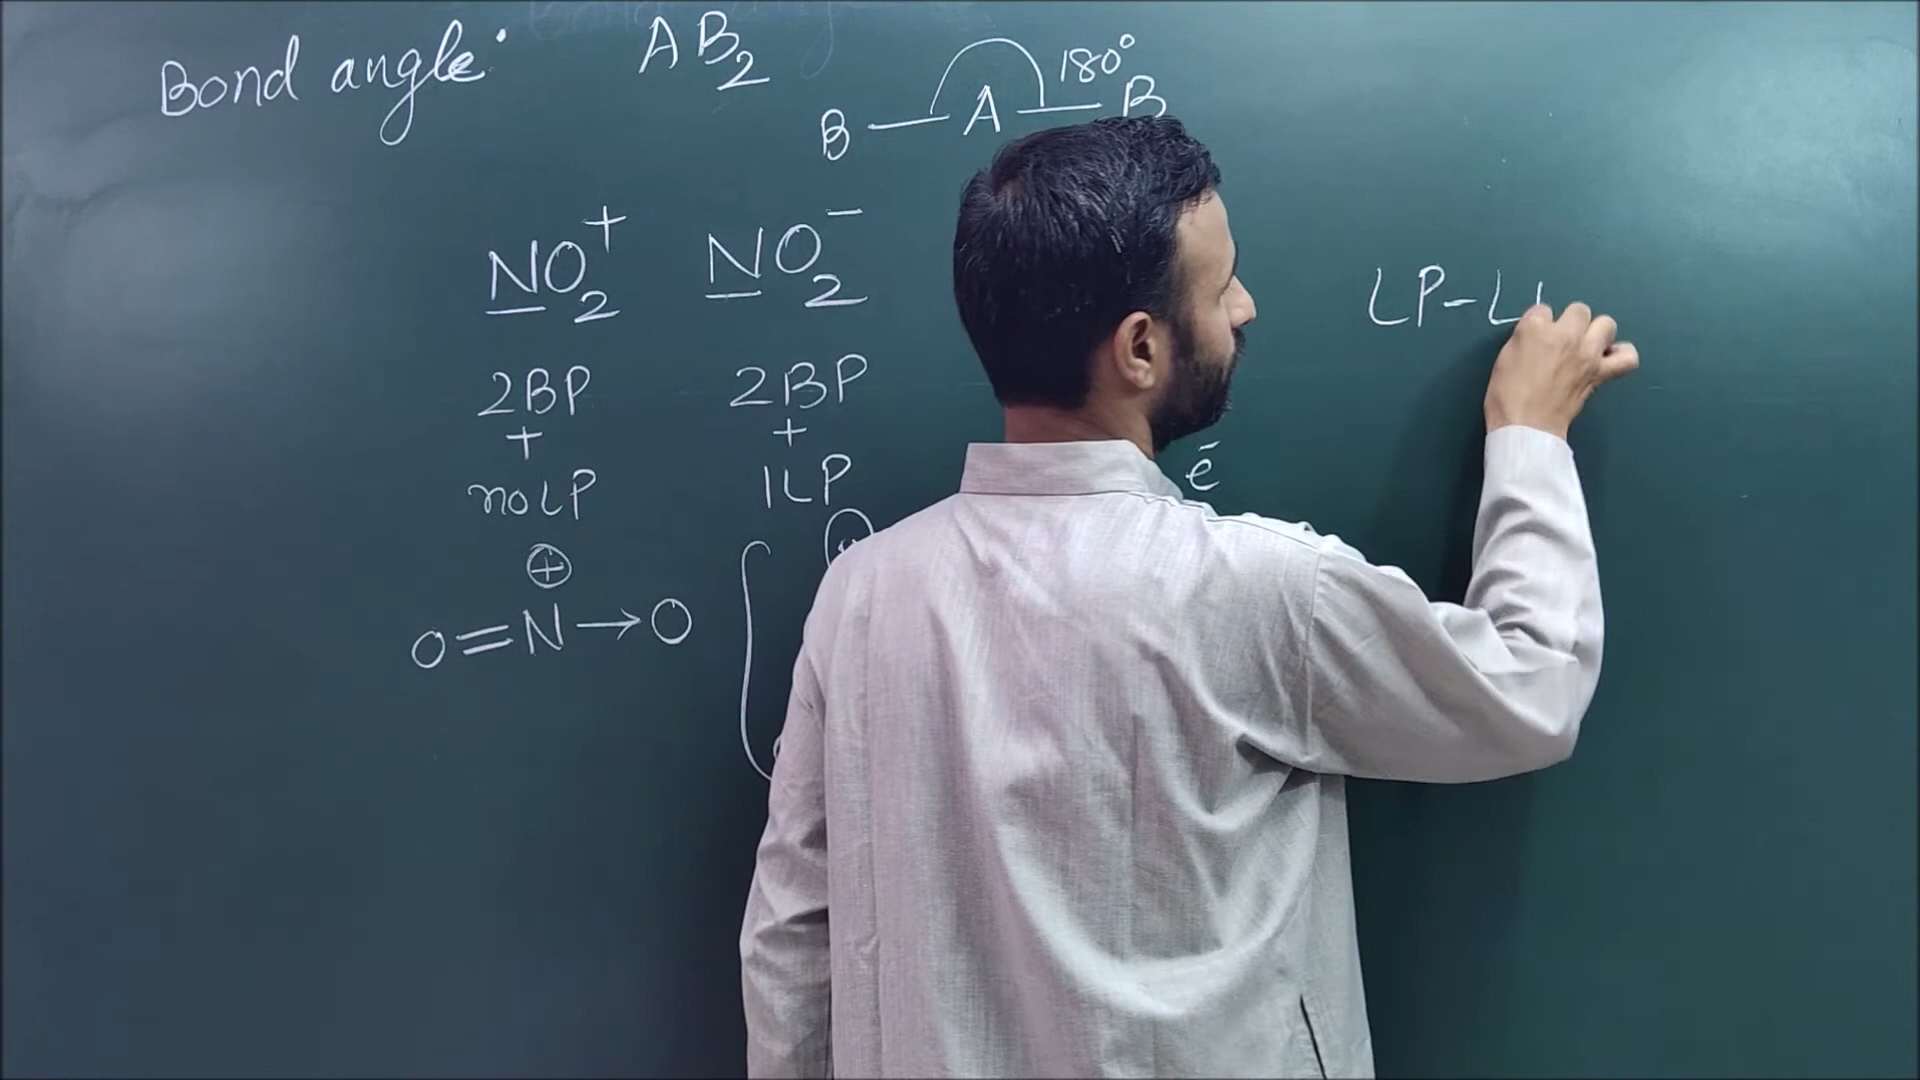 Bond angle
AB₂
180°
B — A — B
NO₂⁺ NO₂⁻
2BP 2BP
+ +
no LP 1LP
ē
⊕
O=N→O
LP-L